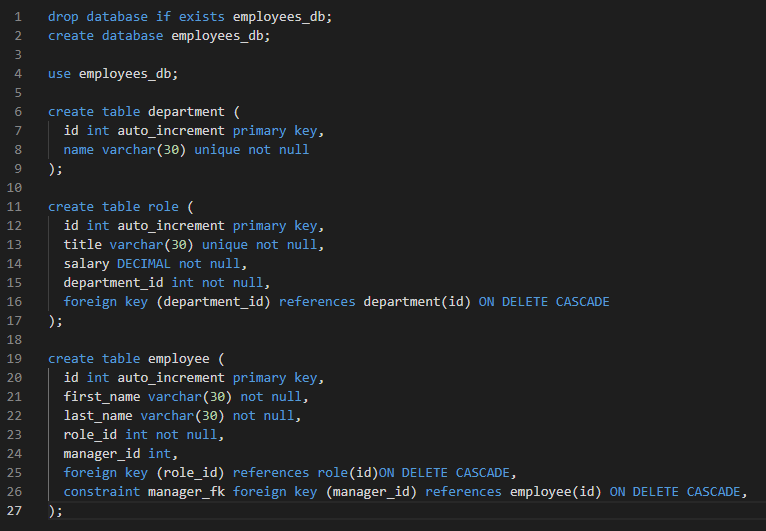 1 drop database if exists employees_db;
2 create database employees_db;
3
4 use employees_db;
5
6 create table department (
7 id int auto_increment primary key,
8 name varchar(30) unique not null
9 );
10
11 create table role (
12 id int auto_increment primary key,
13 title varchar(30) unique not null,
14 salary DECIMAL not null,
15 department_id int not null,
16 foreign key (department_id) references department(id) ON DELETE CASCADE
17 );
18
19 create table employee (
20 id int auto_increment primary key,
21 first_name varchar(30) not null,
22 last_name varchar(30) not null,
23 role_id int not null,
24 manager_id int,
25 foreign key (role_id) references role(id)ON DELETE CASCADE,
26 constraint manager_fk foreign key (manager_id) references employee(id) ON DELETE CASCADE,
27 );